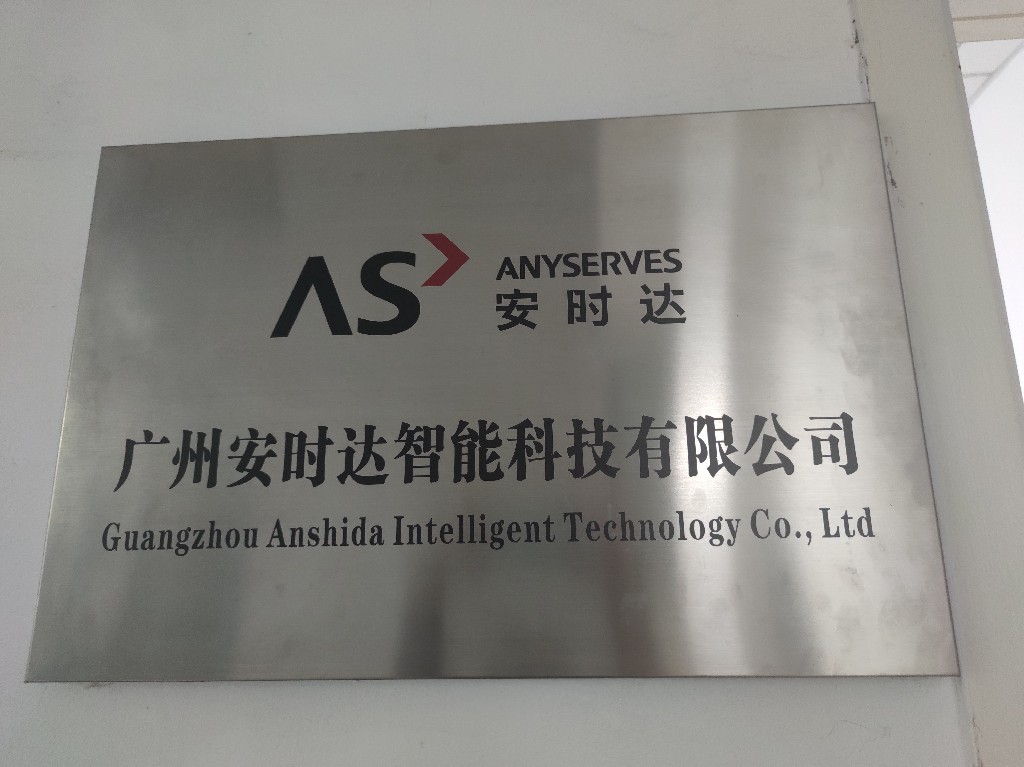 AS
ANYSERVES
安时达
广州安时达智能科技有限公司
Guangzhou Anshida Intelligent Technology Co., Ltd